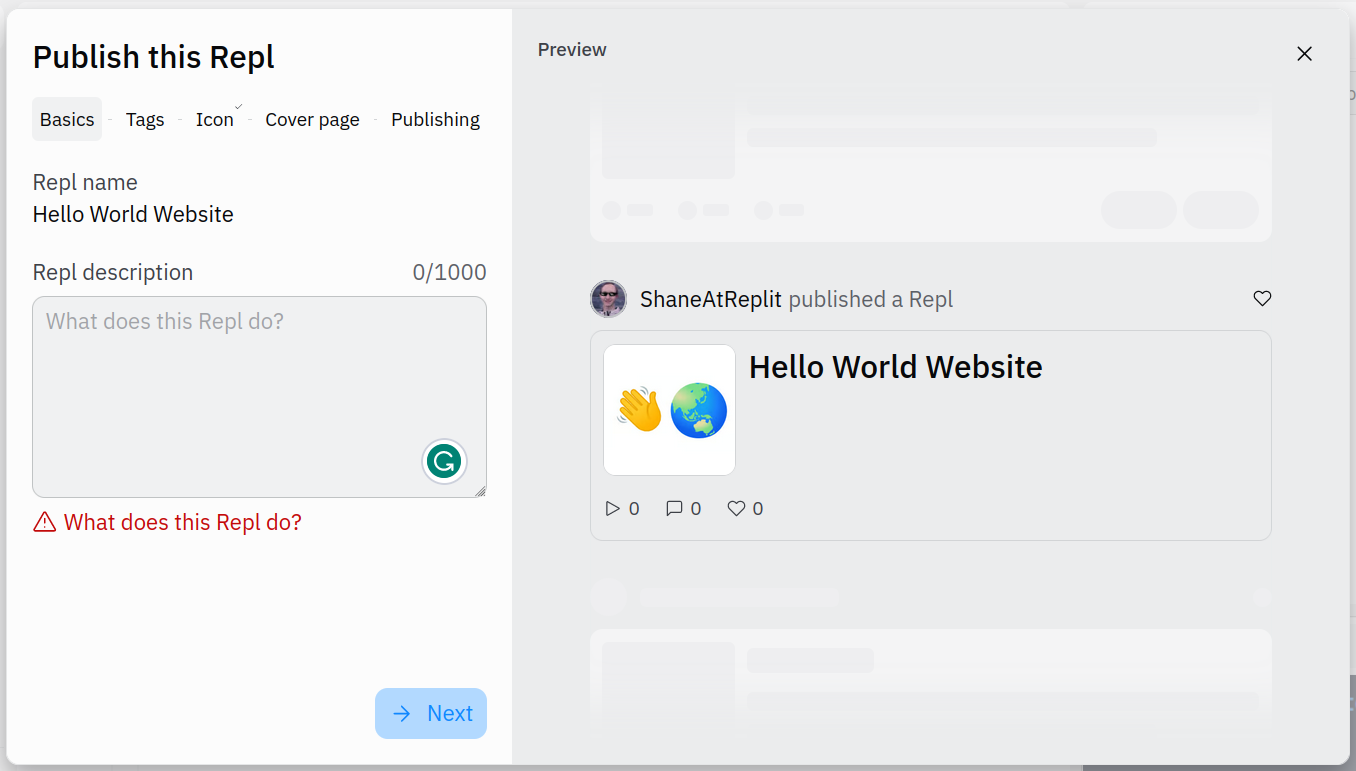 Publish this Repl
Basics - Tags - Icon - Cover page - Publishing
Repl name
Hello World Website
Repl description 0/1000
What does this Repl do?
What does this Repl do?
Next
Preview
ShaneAtReplit published a Repl
Hello World Website
0 0 0